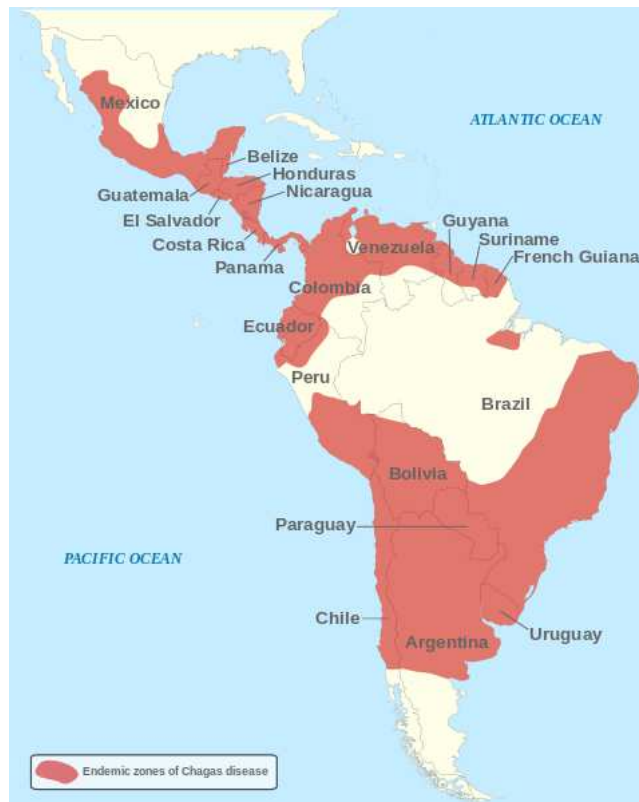 Mexico
ATLANTIC OCEAN
Belize
Honduras
Guatemala
Nicaragua
El Salvador
Costa Rica
Panama
Guyana
Venezuela
Suriname
French Guiana
Colombia
Ecuador
Peru
Brazil
Bolivia
Paraguay
PACIFIC OCEAN
Chile
Uruguay
Argentina
Endemic zones of Chagas disease